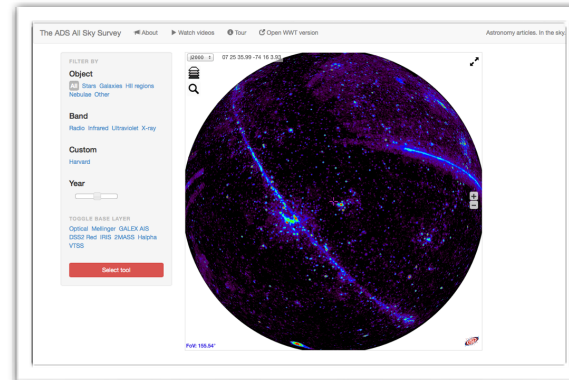 The ADS All Sky Survey About Watch videos Tour Open WWT version Astronomy articles. In the sky.
FILTER BY
Object
All Stars Galaxies HII regions
Nebulae Other
Band
Radio Infrared Ultraviolet X-ray
Custom
Harvard
Year
TOGGLE BASE LAYER
Optical Mellinger GALEX AIS
DSS2 Red IRIS 2MASS Halpha
VTSS
Select tool
J2000 07 25 35.99 -74 16 3.93
+
−
FoV: 155.54°